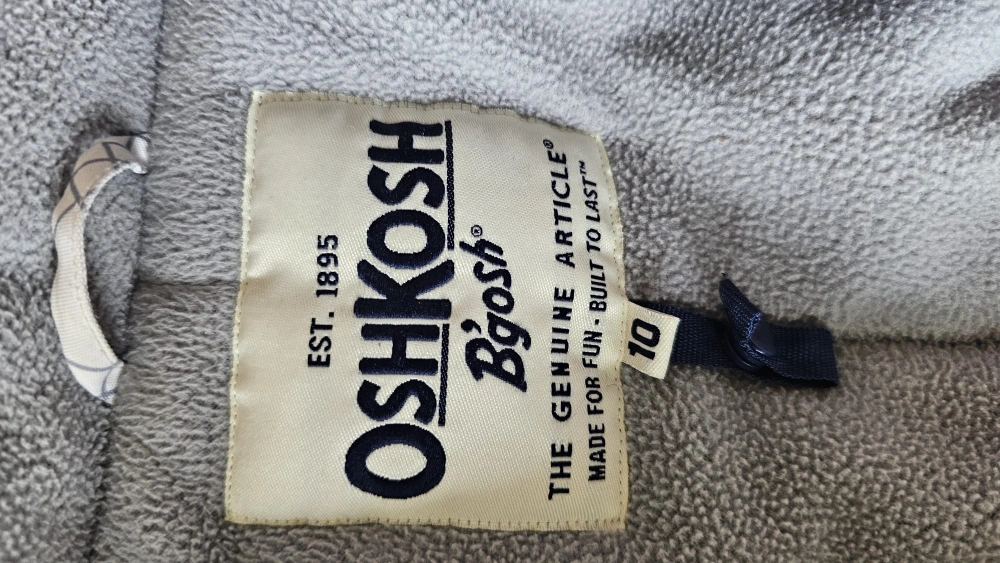 EST. 1895
OSHKOSH
B'gosh®
THE GENUINE ARTICLE®
MADE FOR FUN • BUILT TO LAST™
10